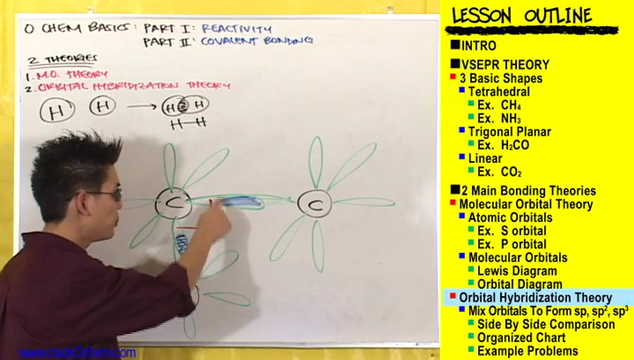 O CHEM BASICS: PART I: REACTIVITY
PART II: COVALENT BONDING
2 THEORIES
1. M.O. THEORY
2. ORBITAL HYBRIDIZATION THEORY
H H → H 2 H
H—H
C C
LESSON OUTLINE
INTRO
VSEPR THEORY
3 Basic Shapes
Tetrahedral
Ex. CH₄
Ex. NH₃
Trigonal Planar
Ex. H₂CO
Linear
Ex. CO₂
2 Main Bonding Theories
Molecular Orbital Theory
Atomic Orbitals
Ex. S orbital
Ex. P orbital
Molecular Orbitals
Lewis Diagram
Orbital Diagram
Orbital Hybridization Theory
Mix Orbitals To Form sp, sp², sp³
Side By Side Comparison
Organized Chart
Example Problems